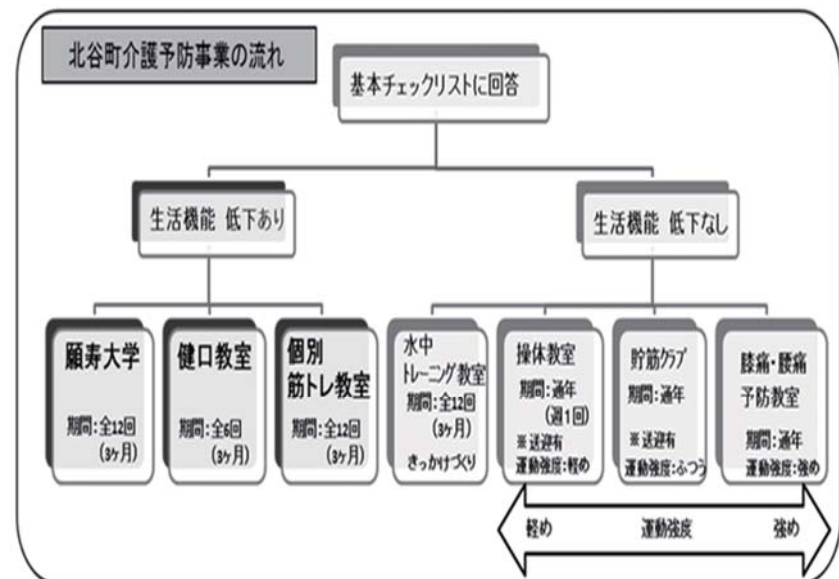 北谷町介護予防事業の流れ
基本チェックリストに回答
生活機能 低下あり
生活機能 低下なし
願寿大学
期間:全12回
(3ヶ月)
健口教室
期間:全6回
(3ヶ月)
個別
筋トレ教室
期間:全12回
(3ヶ月)
水中
トレーニング教室
期間:全12回
(3ヶ月)
きっかけづくり
操体教室
期間:通年
(週1回)
※送迎有
運動強度:軽め
貯筋クラブ
期間:通年
※送迎有
運動強度:ふつう
膝痛・腰痛
予防教室
期間:通年
運動強度:強め
軽め 運動強度 強め